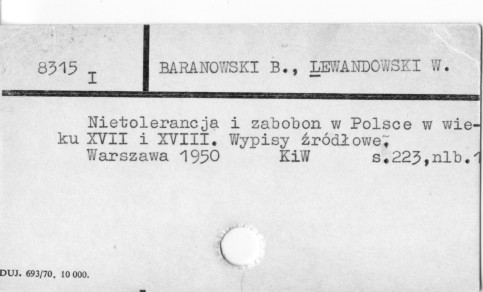 8315 I
BARANOWSKI B., LEWANDOWSKI W.
Nietolerancja i zabobon w Polsce w wie-
ku XVII i XVIII. Wypisy źródłowe.
Warszawa 1950 KiW s.223,nlb.1
DUJ. 693/70. 10 000.